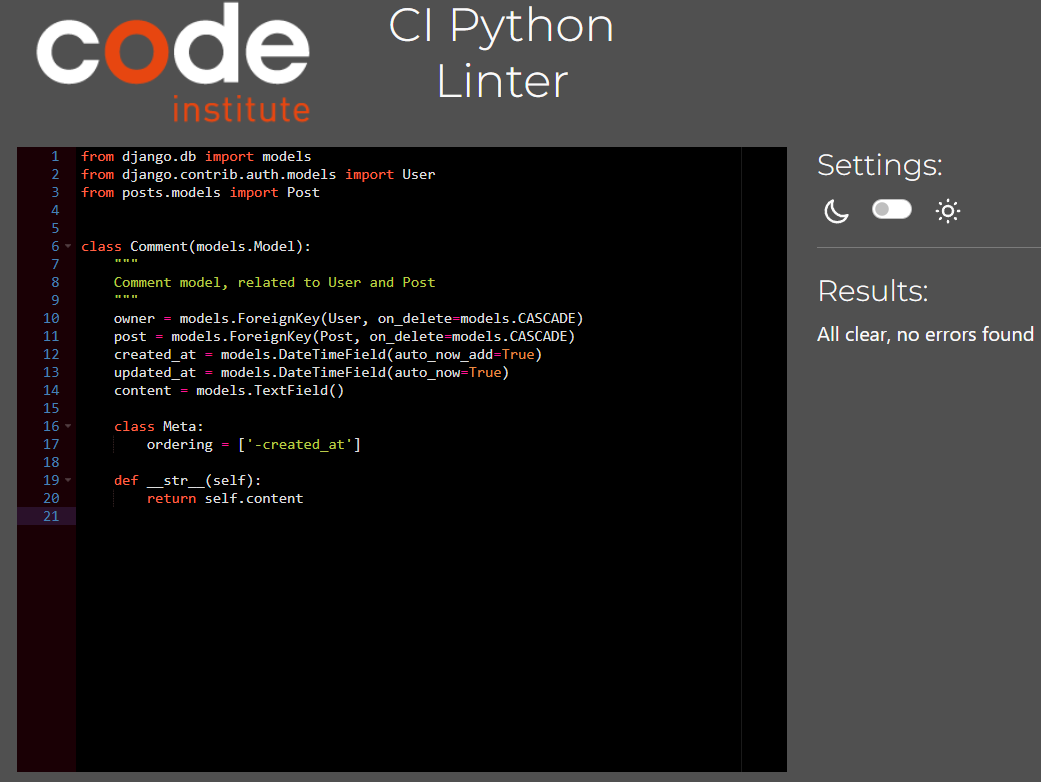 code
institute
CI Python
Linter
1 from django.db import models
2 from django.contrib.auth.models import User
3 from posts.models import Post
4
5
6 class Comment(models.Model):
7     """
8     Comment model, related to User and Post
9     """
10     owner = models.ForeignKey(User, on_delete=models.CASCADE)
11     post = models.ForeignKey(Post, on_delete=models.CASCADE)
12     created_at = models.DateTimeField(auto_now_add=True)
13     updated_at = models.DateTimeField(auto_now=True)
14     content = models.TextField()
15
16     class Meta:
17         ordering = ['-created_at']
18
19     def __str__(self):
20         return self.content
21
Settings:
Results:
All clear, no errors found